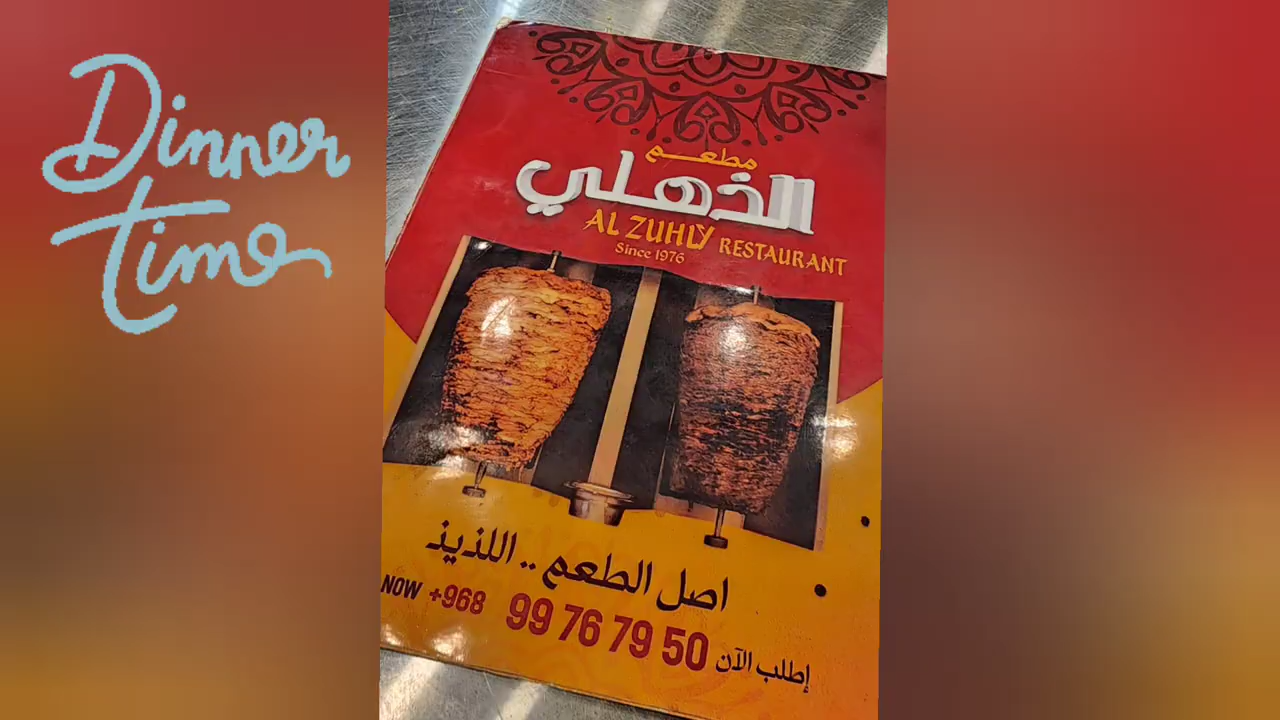 Dinner
Time
مطعم
الذهلي
AL ZUHLY RESTAURANT
Since 1976
اصل الطعم .. اللذيذ
NOW +968 99 76 79 50 إطلب الآن